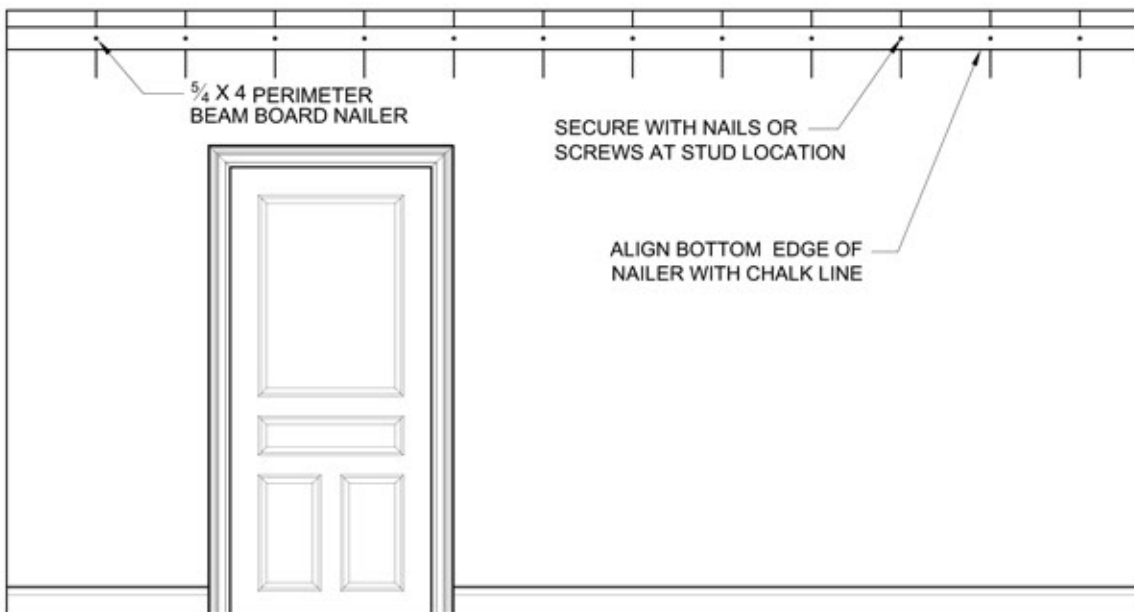 5/4 X 4 PERIMETER
BEAM BOARD NAILER
SECURE WITH NAILS OR
SCREWS AT STUD LOCATION
ALIGN BOTTOM EDGE OF
NAILER WITH CHALK LINE